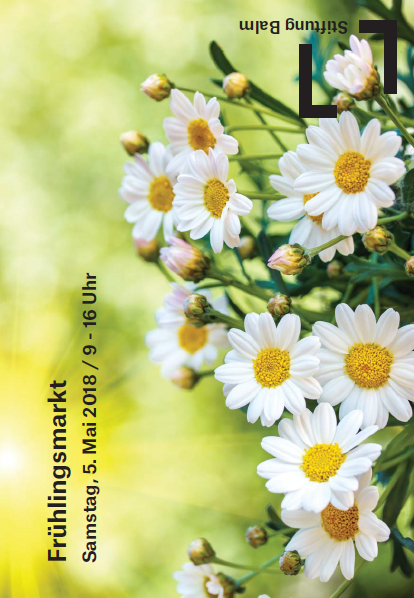 Stiftung Balm
Frühlingsmarkt
Samstag, 5. Mai 2018 / 9 - 16 Uhr